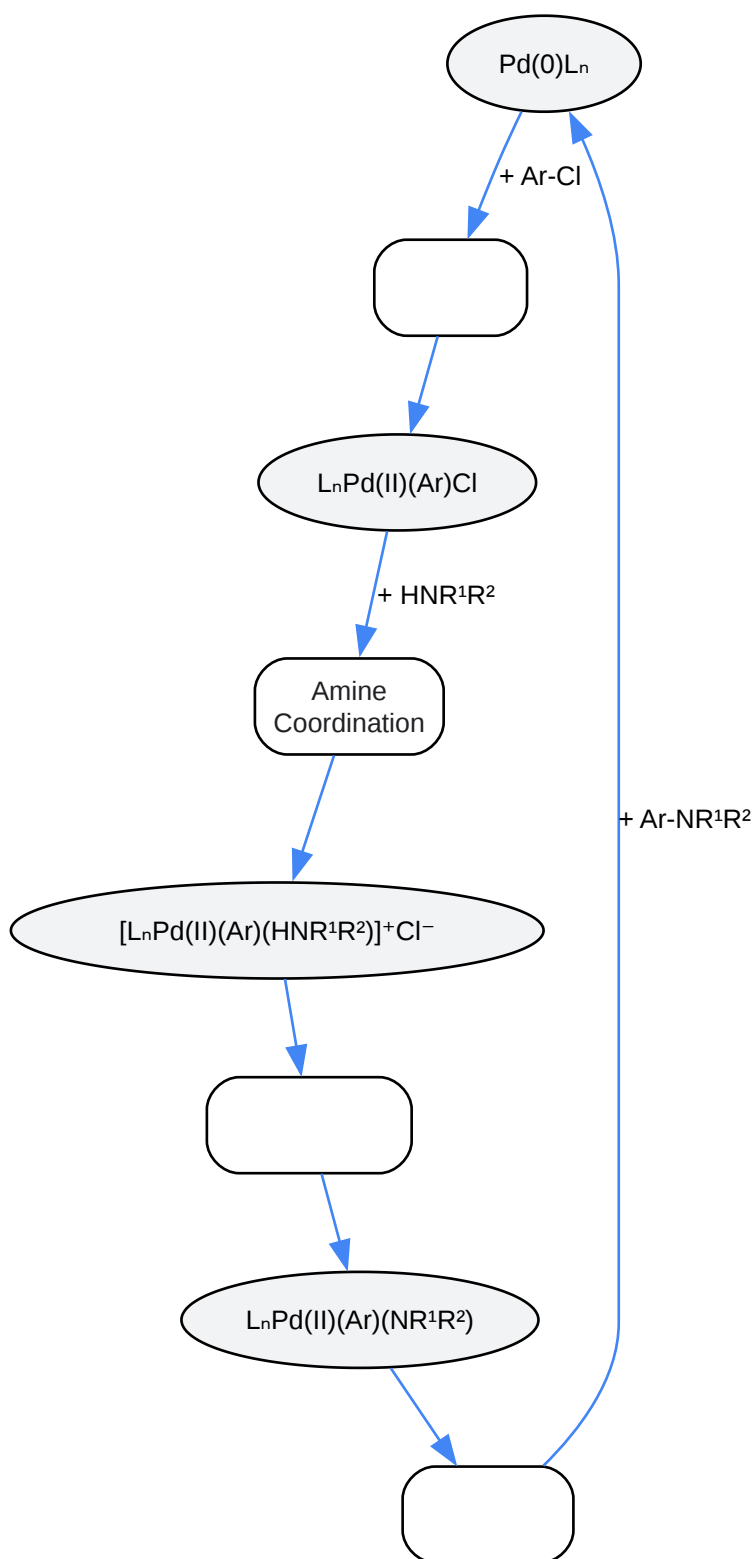 Pd(0)Lₙ
+ Ar-Cl
LₙPd(II)(Ar)Cl
+ HNR¹R²
Amine
Coordination
+ Ar-NR¹R²
[LₙPd(II)(Ar)(HNR¹R²)]⁺Cl⁻
LₙPd(II)(Ar)(NR¹R²)